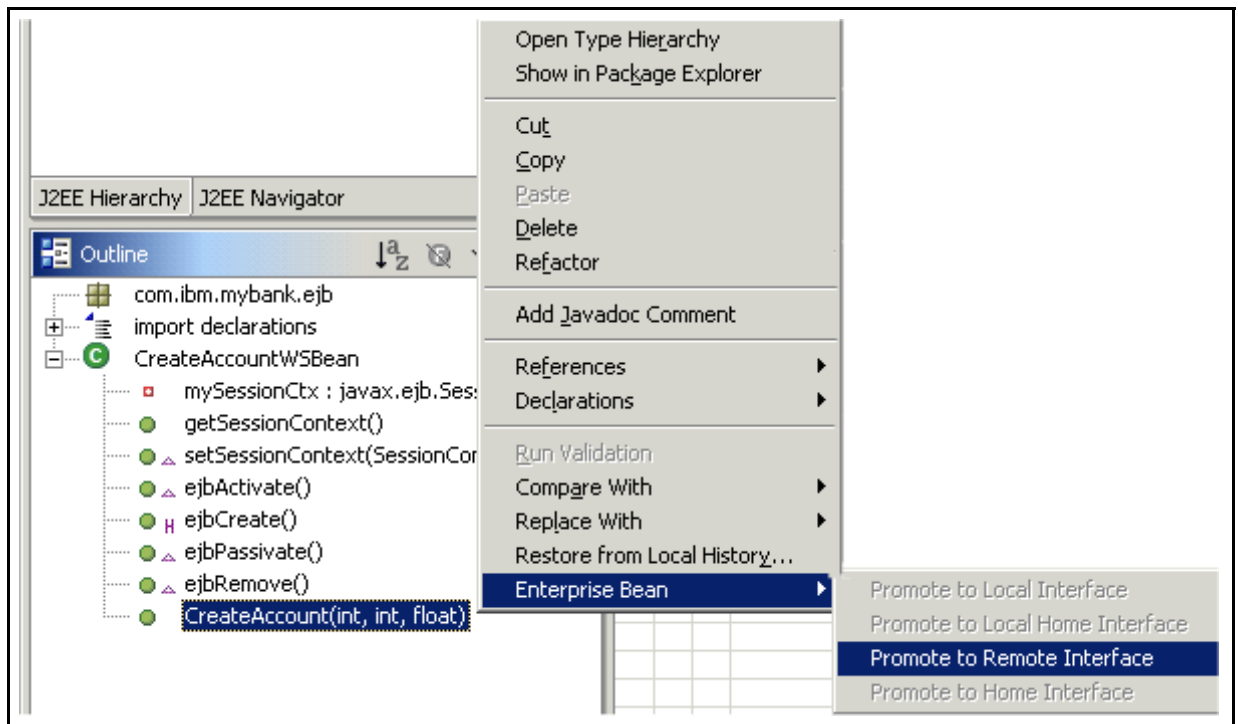 Open Type Hierarchy
Show in Package Explorer
Cut
Copy
Paste
Delete
Refactor
Add Javadoc Comment
References
Declarations
Run Validation
Compare With
Replace With
Restore from Local History...
Enterprise Bean
Promote to Local Interface
Promote to Local Home Interface
Promote to Remote Interface
Promote to Home Interface
J2EE Hierarchy
J2EE Navigator
Outline
com.ibm.mybank.ejb
import declarations
CreateAccountWSBean
mySessionCtx : javax.ejb.Ses
getSessionContext()
setSessionContext(SessionCor
ejbActivate()
ejbCreate()
ejbPassivate()
ejbRemove()
CreateAccount(int, int, float)